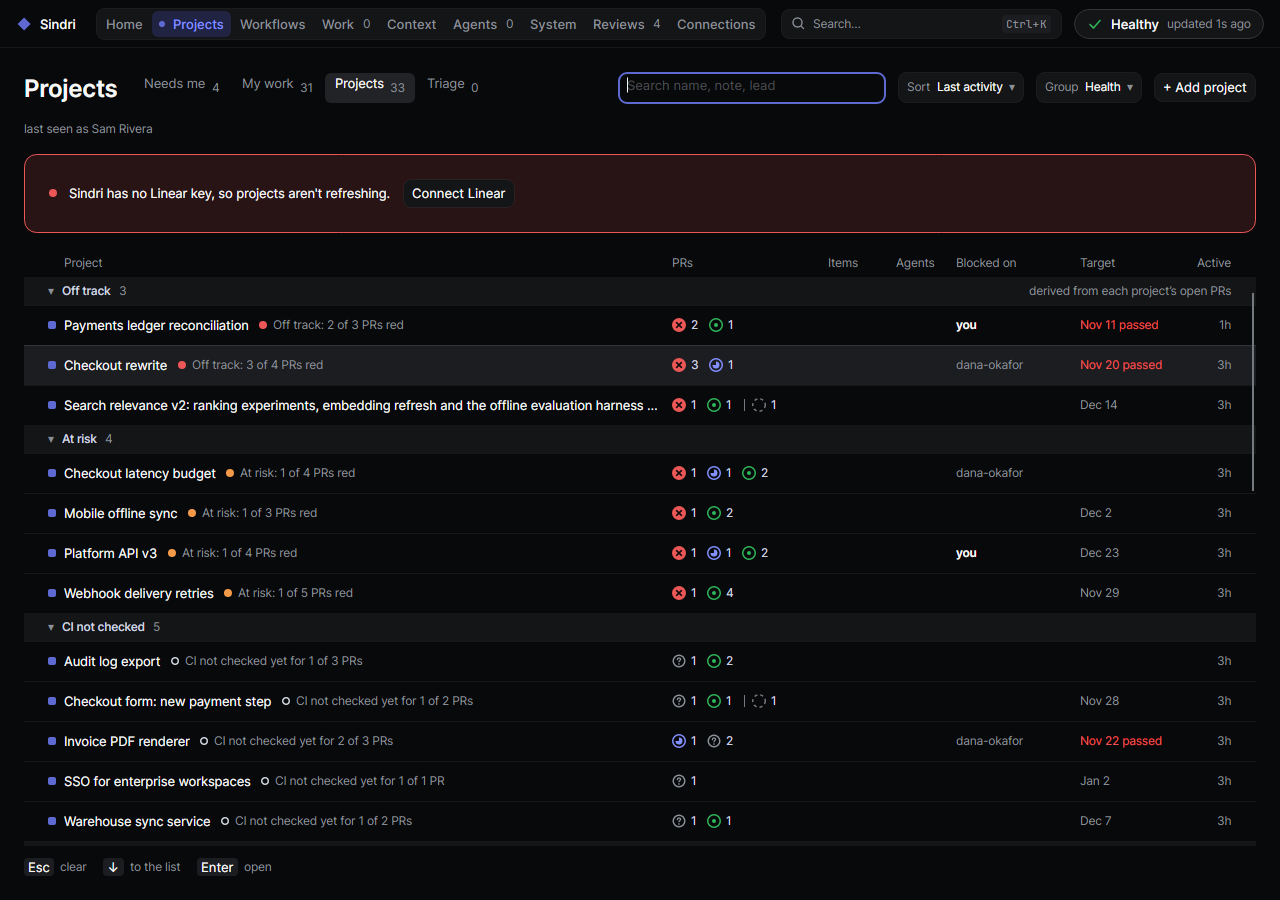 Sindri Home Projects Workflows Work 0 Context Agents 0 System Reviews 4 Connections Search... Ctrl+K Healthy updated 1s ago
Projects Needs me 4 My work 31 Projects 33 Triage 0 Search name, note, lead Sort Last activity ▾ Group Health ▾ + Add project
last seen as Sam Rivera
Sindri has no Linear key, so projects aren't refreshing. Connect Linear
Project PRs Items Agents Blocked on Target Active
▾ Off track 3 derived from each project's open PRs
Payments ledger reconciliation Off track: 2 of 3 PRs red 2 1 you Nov 11 passed 1h
Checkout rewrite Off track: 3 of 4 PRs red 3 1 dana-okafor Nov 20 passed 3h
Search relevance v2: ranking experiments, embedding refresh and the offline evaluation harness ... 1 1 | 1 Dec 14 3h
▾ At risk 4
Checkout latency budget At risk: 1 of 4 PRs red 1 1 2 dana-okafor 3h
Mobile offline sync At risk: 1 of 3 PRs red 1 2 Dec 2 3h
Platform API v3 At risk: 1 of 4 PRs red 1 1 2 you Dec 23 3h
Webhook delivery retries At risk: 1 of 5 PRs red 1 4 Nov 29 3h
▾ CI not checked 5
Audit log export CI not checked yet for 1 of 3 PRs 1 2 3h
Checkout form: new payment step CI not checked yet for 1 of 2 PRs 1 1 | 1 Nov 28 3h
Invoice PDF renderer CI not checked yet for 2 of 3 PRs 1 2 dana-okafor Nov 22 passed 3h
SSO for enterprise workspaces CI not checked yet for 1 of 1 PR 1 Jan 2 3h
Warehouse sync service CI not checked yet for 1 of 2 PRs 1 1 Dec 7 3h
Esc clear ↓ to the list Enter open